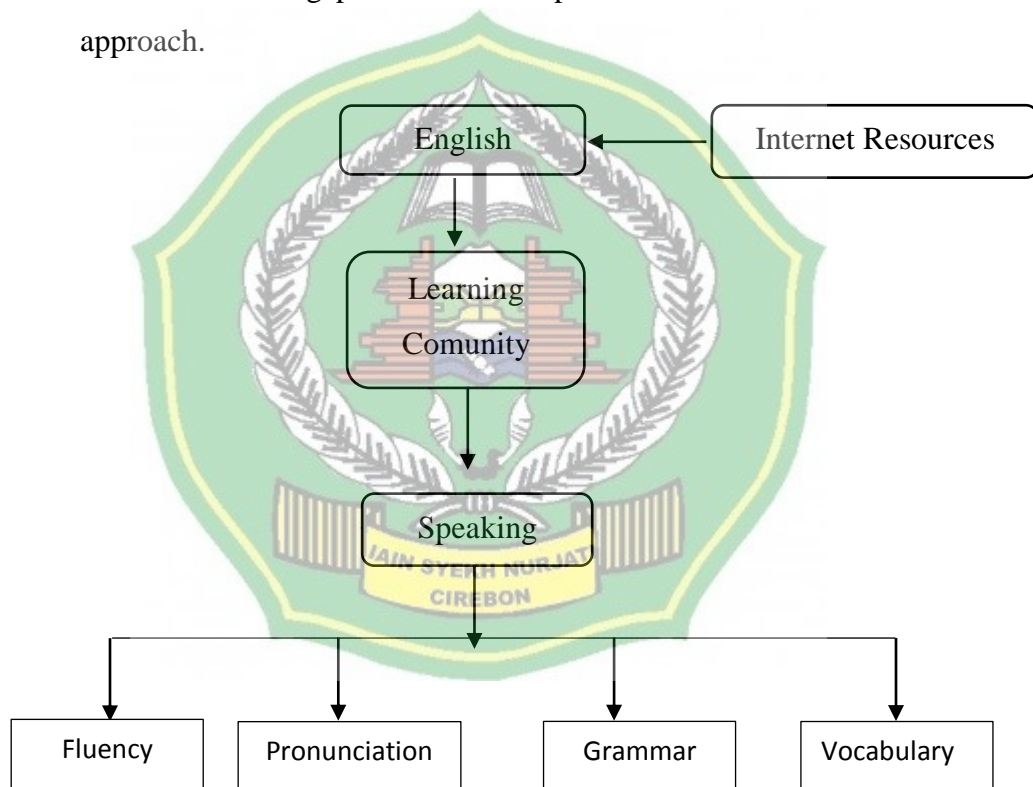 approach.
English
Internet Resources
Learning
Comunity
Speaking
IAIN SYEKH NURJATI
CIREBON
Fluency
Pronunciation
Grammar
Vocabulary